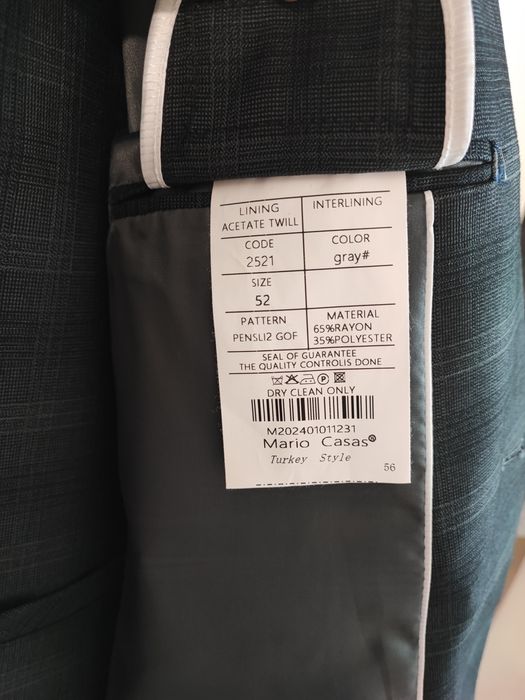 LINING INTERLINING
ACETATE TWILL
CODE COLOR
2521 gray#
SIZE
52
PATTERN MATERIAL
PENSLI2 GOF 65%RAYON
35%POLYESTER
SEAL OF GUARANTEE
THE QUALITY CONTROLIS DONE
P
DRY CLEAN ONLY
M202401011231
Mario Casas®
Turkey Style
56